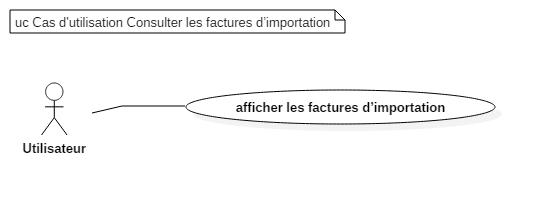 uc Cas d'utilisation Consulter les factures d’importation
afficher les factures d’importation
Utilisateur